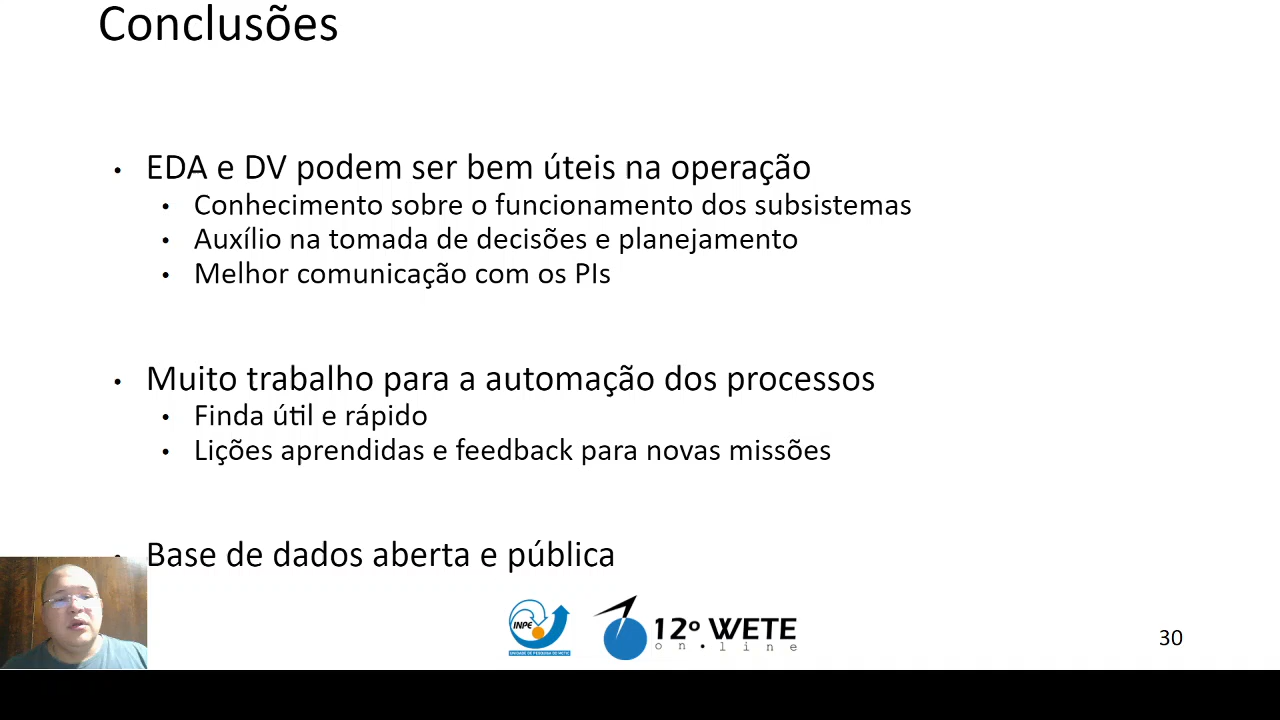 Conclusões
• EDA e DV podem ser bem úteis na operação
• Conhecimento sobre o funcionamento dos subsistemas
• Auxílio na tomada de decisões e planejamento
• Melhor comunicação com os PIs
• Muito trabalho para a automação dos processos
• Finda útil e rápido
• Lições aprendidas e feedback para novas missões
• Base de dados aberta e pública
INPE
12º WETE
on.line
30